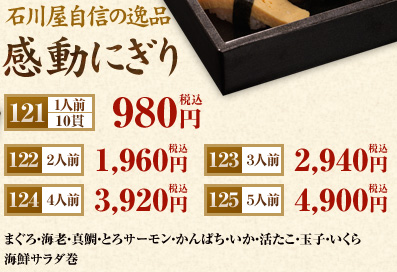 石川屋自信の逸品
感動にぎり
121 1人前 10貫 980円 税込
122 2人前 1,960円 税込 123 3人前 2,940円 税込
124 4人前 3,920円 税込 125 5人前 4,900円 税込
まぐろ・海老・真鯛・とろサーモン・かんぱち・いか・活たこ・玉子・いくら
海鮮サラダ巻